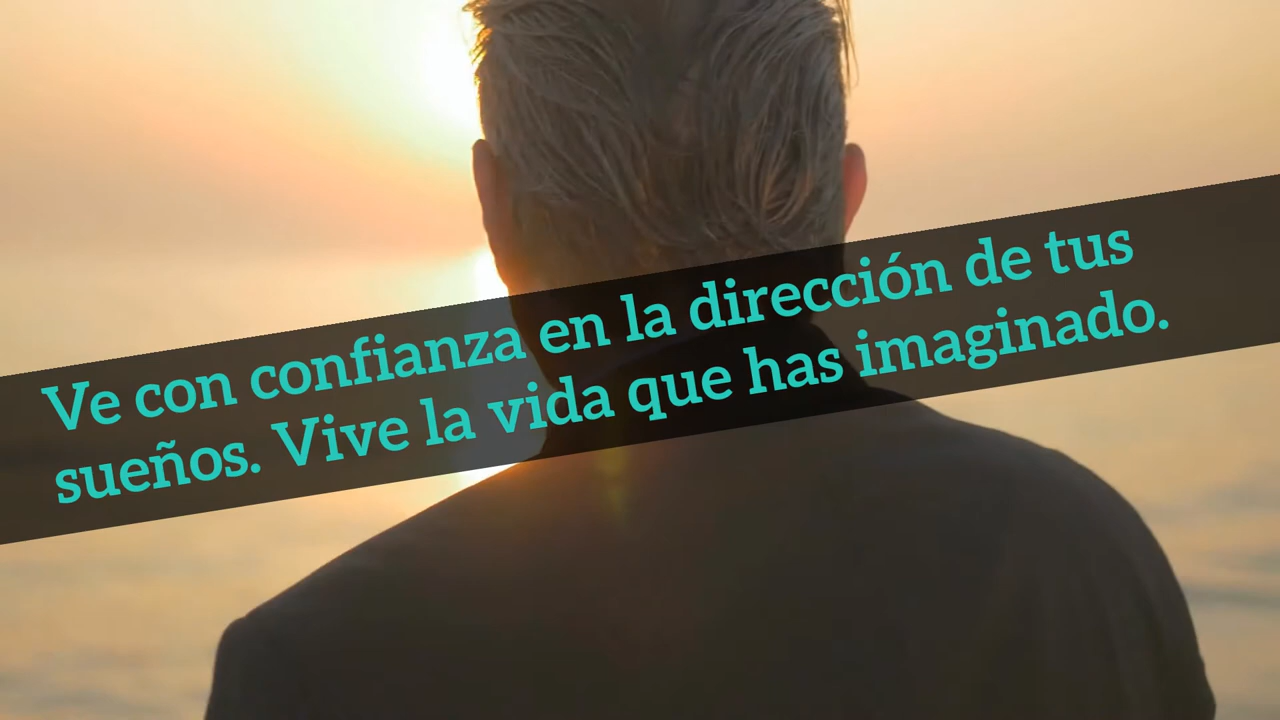 Ve con confianza en la dirección de tus
sueños. Vive la vida que has imaginado.